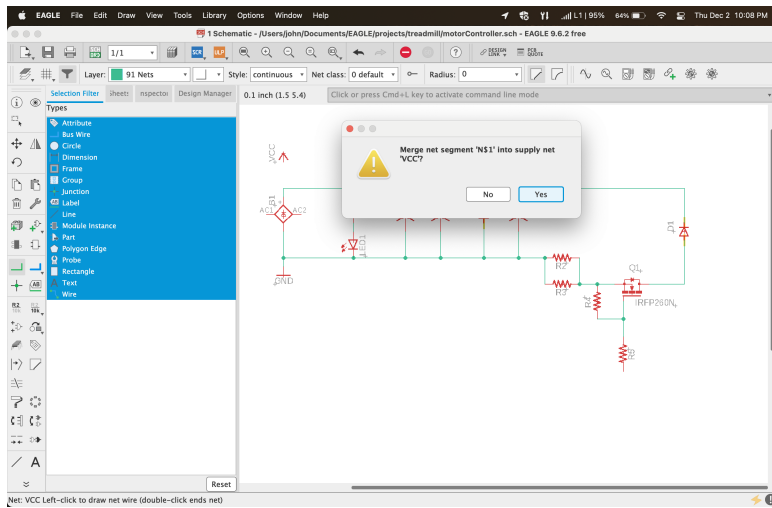 EAGLE File Edit Draw View Tools Library Options Window Help L1 | 95% 64% Thu Dec 2 10:08 PM
1 Schematic - /Users/john/Documents/EAGLE/projects/treadmill/motorController.sch - EAGLE 9.6.2 free
1/1 SCR ULP DESIGN LINK PCB QUOTE
Layer: 91 Nets Style: continuous Net class: 0 default Radius: 0
Selection Filter Sheets nspector Design Manager 0.1 inch (1.5 5.4) Click or press Cmd+L key to activate command line mode
Types
Attribute
Bus Wire
Circle
Dimension
Frame
Group
Junction
Label
Line
Module Instance
Part
Polygon Edge
Probe
Rectangle
Text
Wire
Merge net segment 'N$1' into supply net
'VCC'?
No Yes
VCC
B1
AC1 AC2
LED1
GND
D1
R2
R3
R4
Q1
IRFP260N
Reset
Net: VCC Left-click to draw net wire (double-click ends net)